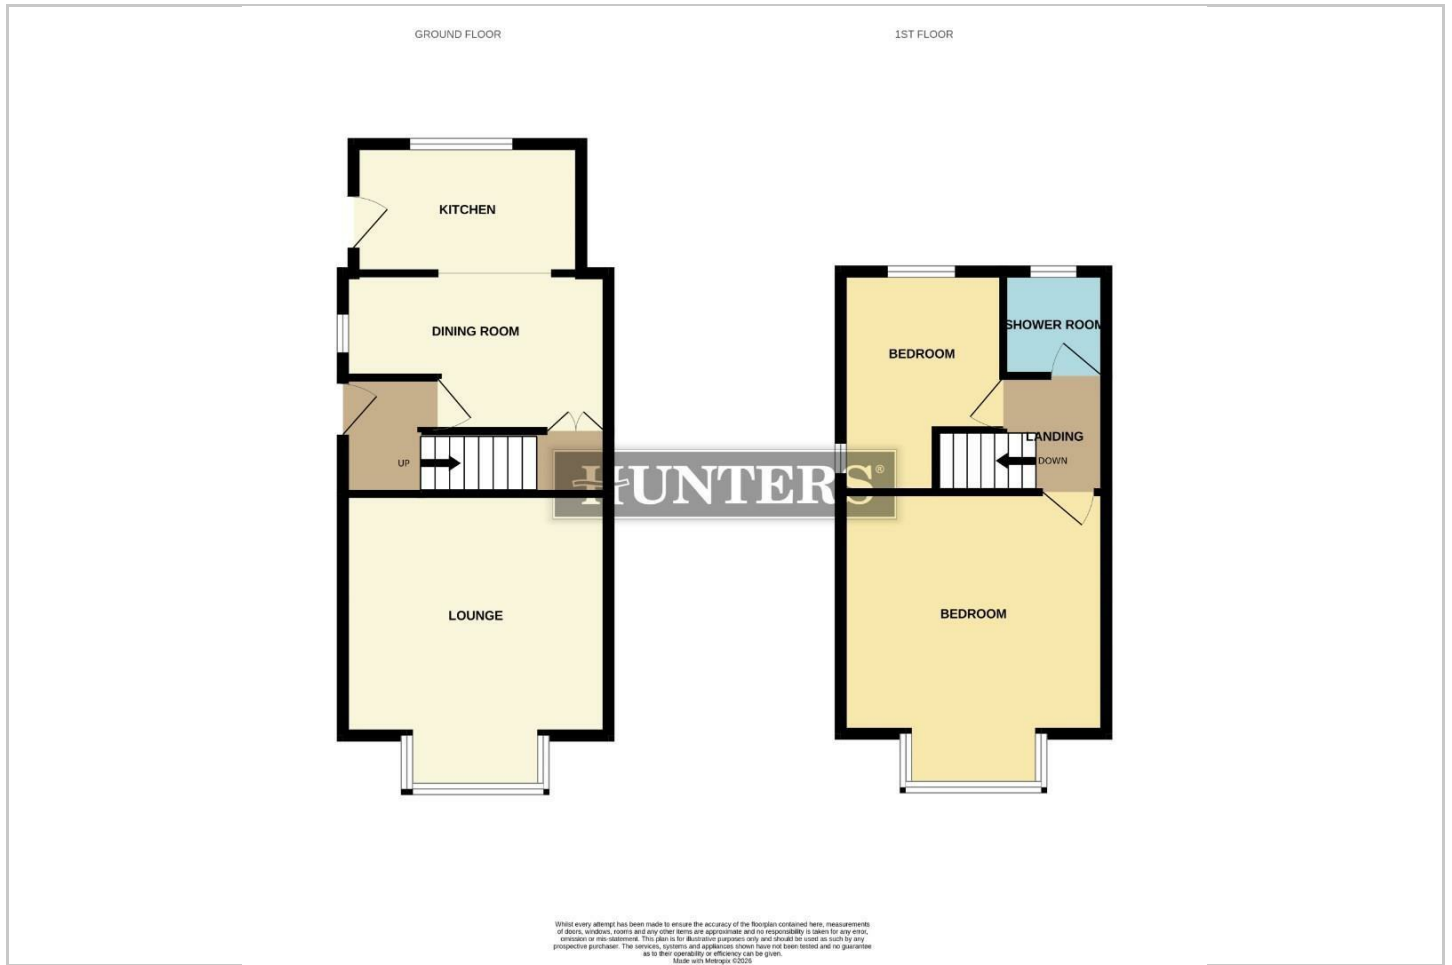 GROUND FLOOR
1ST FLOOR
KITCHEN
DINING ROOM
UP
LOUNGE
SHOWER ROOM
BEDROOM
LANDING
DOWN
BEDROOM
HUNTERS®
Whilst every attempt has been made to ensure the accuracy of the floorplan contained here, measurements
of doors, windows, rooms and any other items are approximate and no responsibility is taken for any error,
omission or mis-statement. This plan is for illustrative purposes only and should be used as such by any
prospective purchaser. The services, systems and appliances shown have not been tested and no guarantee
as to their operability or efficiency can be given.
Made with Metropix ©2026